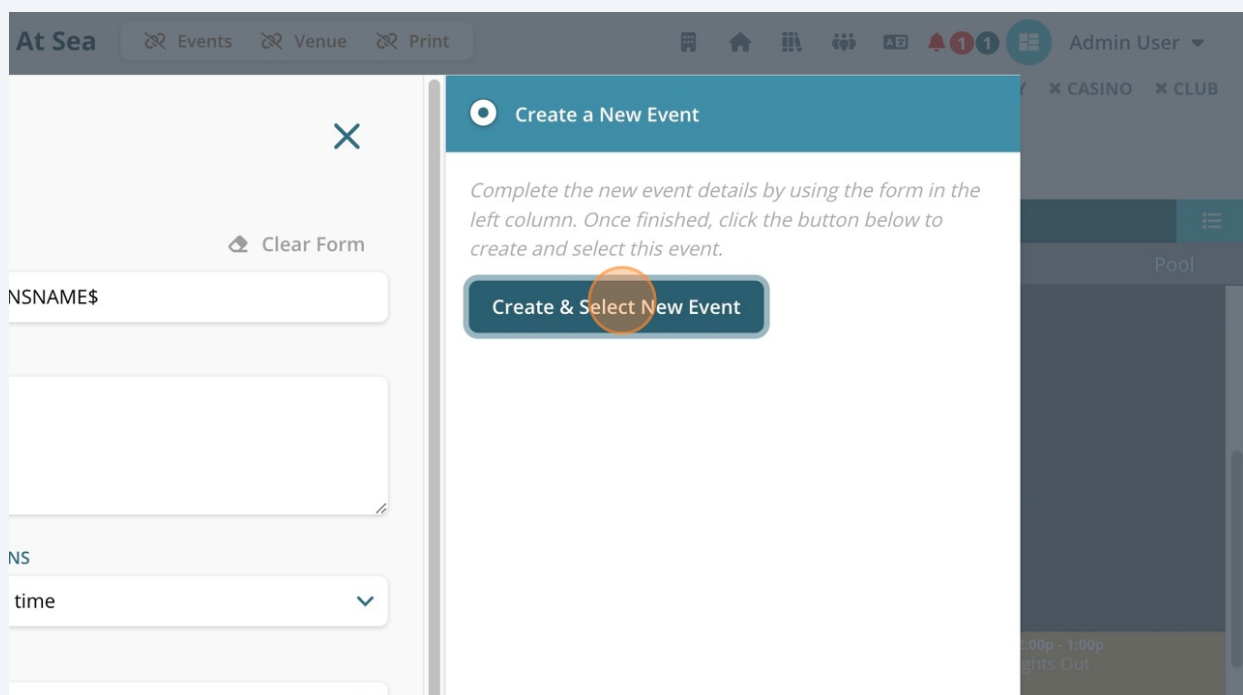 At Sea Events Venue Print 1 1 Admin User
CASINO CLUB
Create a New Event
Complete the new event details by using the form in the
left column. Once finished, click the button below to
create and select this event.
Create & Select New Event
Clear Form
NSNAME$
NS
time
Pool
:00p - 1:00p
ghts Out